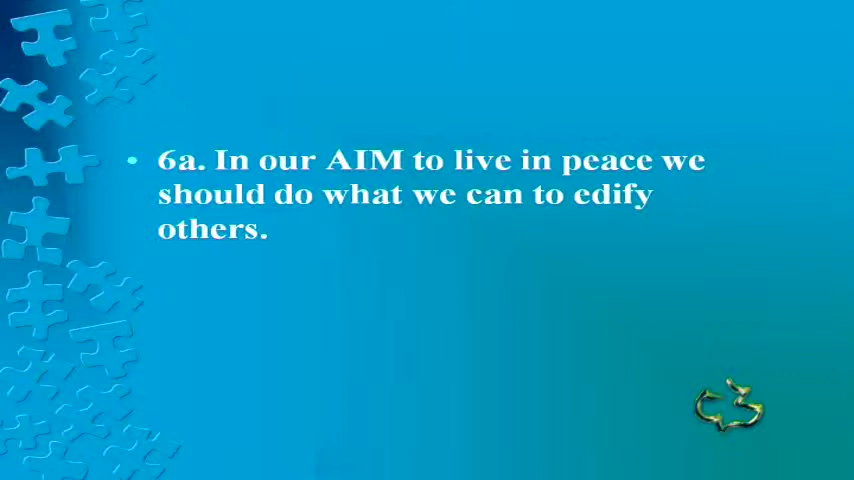 • 6a. In our AIM to live in peace we
should do what we can to edify
others.